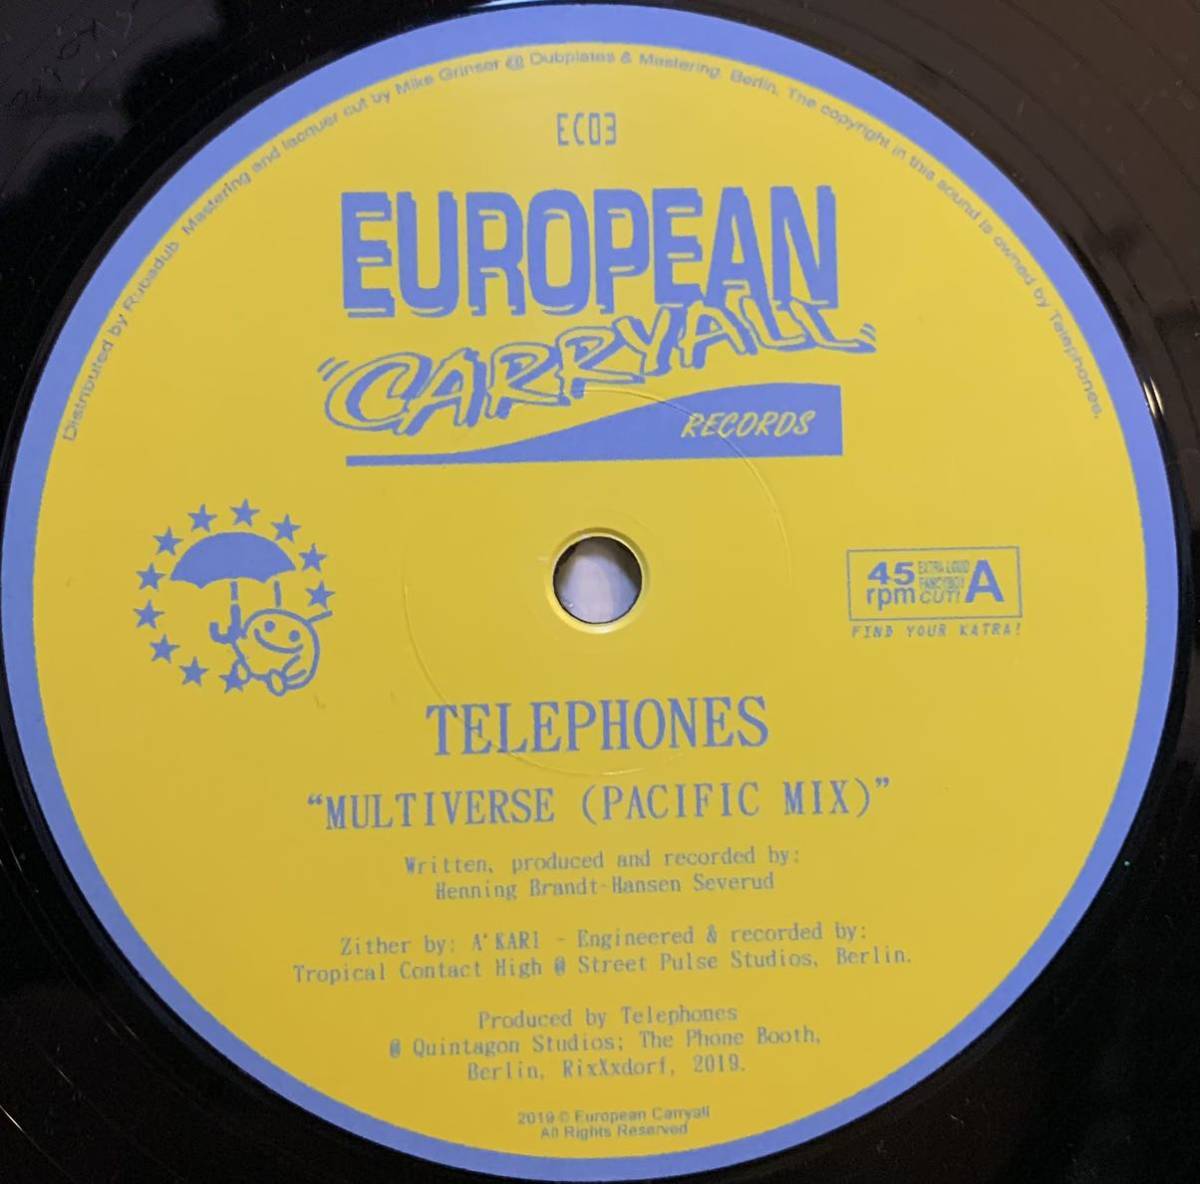 Distributed by Rubadub. Mastering and lacquer cut by Mike Grinser @ Dubplates & Mastering, Berlin. The copyright in this sound is owned by Telephones.
EC03
EUROPEAN
"CARRYALL"
RECORDS
45 rpm
EXTRA LOUD
FANCYBOY
CUT!
A
FIND YOUR KATRA!
TELEPHONES
“MULTIVERSE (PACIFIC MIX)”
Written, produced and recorded by:
Henning Brandt-Hansen Severud
Zither by: A'KARI - Engineered & recorded by:
Tropical Contact High @ Street Pulse Studios, Berlin.
Produced by Telephones
@ Quintagon Studios; The Phone Booth,
Berlin, RixXxdorf, 2019.
2019 © European Carryall
All Rights Reserved